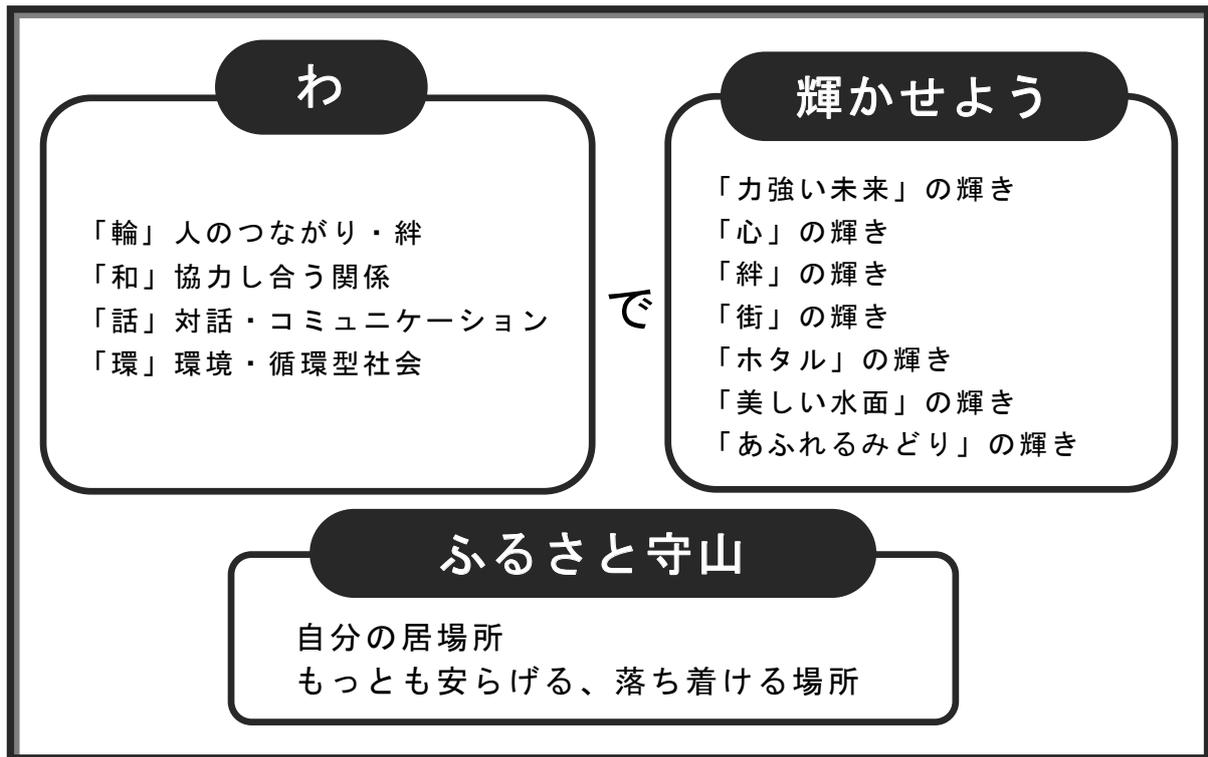 わ
「輪」人のつながり・絆
「和」協力し合う関係
「話」対話・コミュニケーション
「環」環境・循環型社会
で
輝かせよう
「力強い未来」の輝き
「心」の輝き
「絆」の輝き
「街」の輝き
「ホタル」の輝き
「美しい水面」の輝き
「あふれるみどり」の輝き
ふるさと守山
自分の居場所
もっとも安らげる、落ち着ける場所